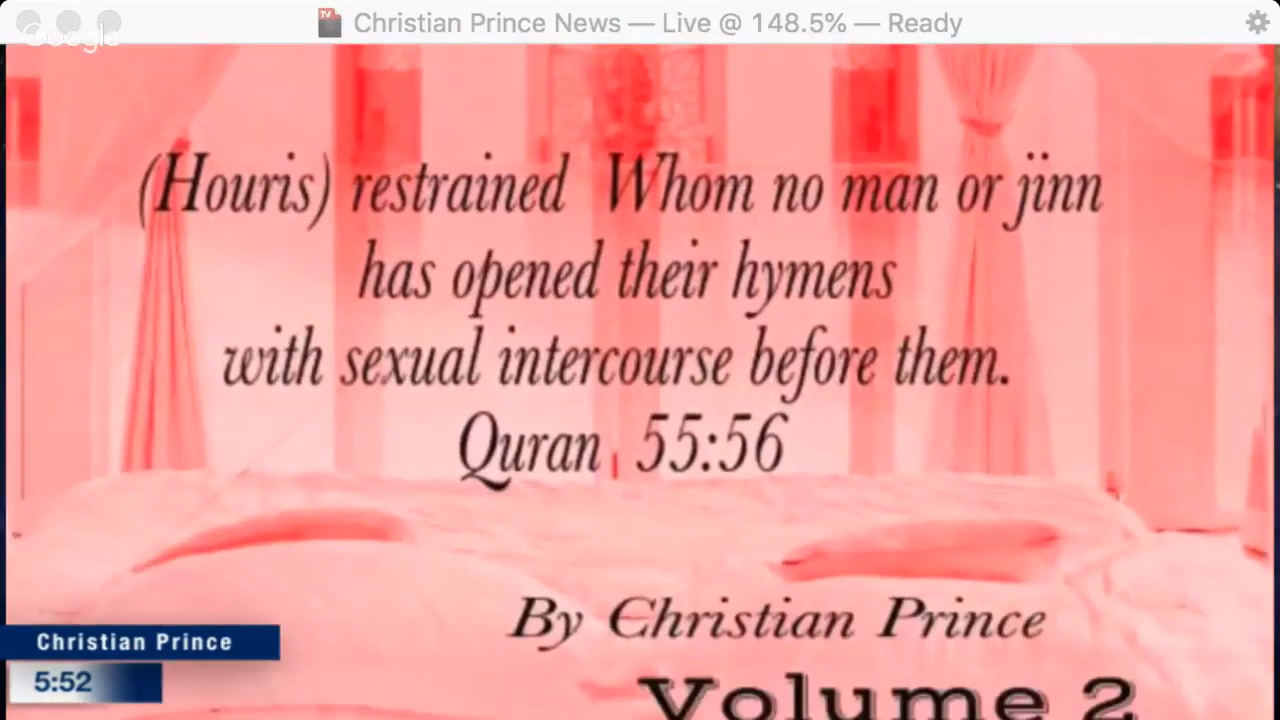 Google
Christian Prince News — Live @ 148.5% — Ready
(Houris) restrained Whom no man or jinn
has opened their hymens
with sexual intercourse before them.
Quran 55:56
By Christian Prince
Volume 2
Christian Prince
5:52